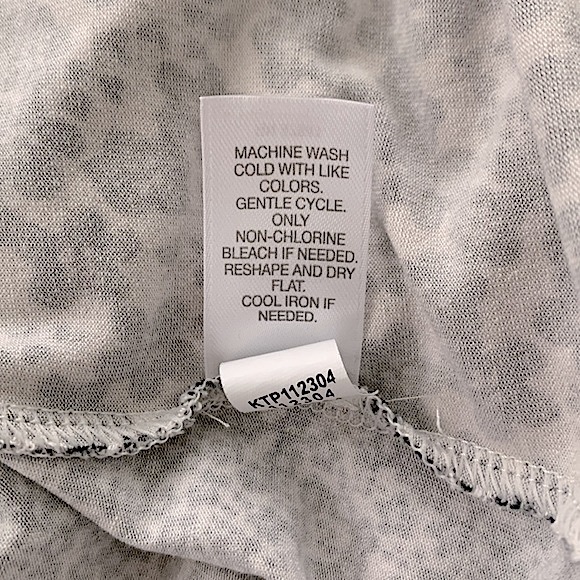 MACHINE WASH
COLD WITH LIKE
COLORS.
GENTLE CYCLE.
ONLY
NON-CHLORINE
BLEACH IF NEEDED.
RESHAPE AND DRY
FLAT.
COOL IRON IF
NEEDED.
KTP112304